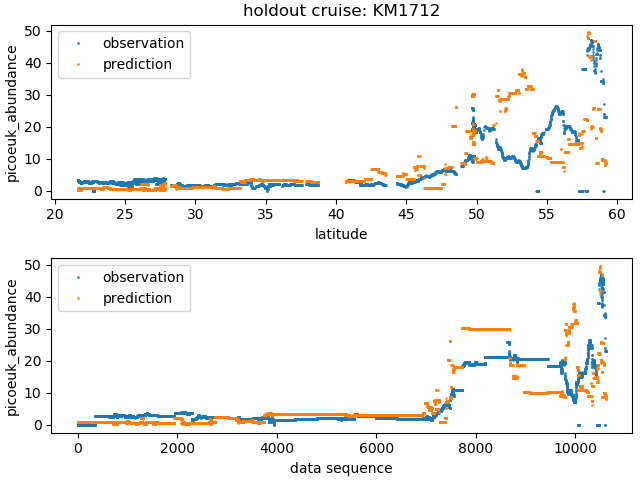 holdout cruise: KM1712
picoeuk_abundance
50
40
30
20
10
0
observation
prediction
20 25 30 35 40 45 50 55 60
latitude
picoeuk_abundance
50
40
30
20
10
0
observation
prediction
0 2000 4000 6000 8000 10000
data sequence